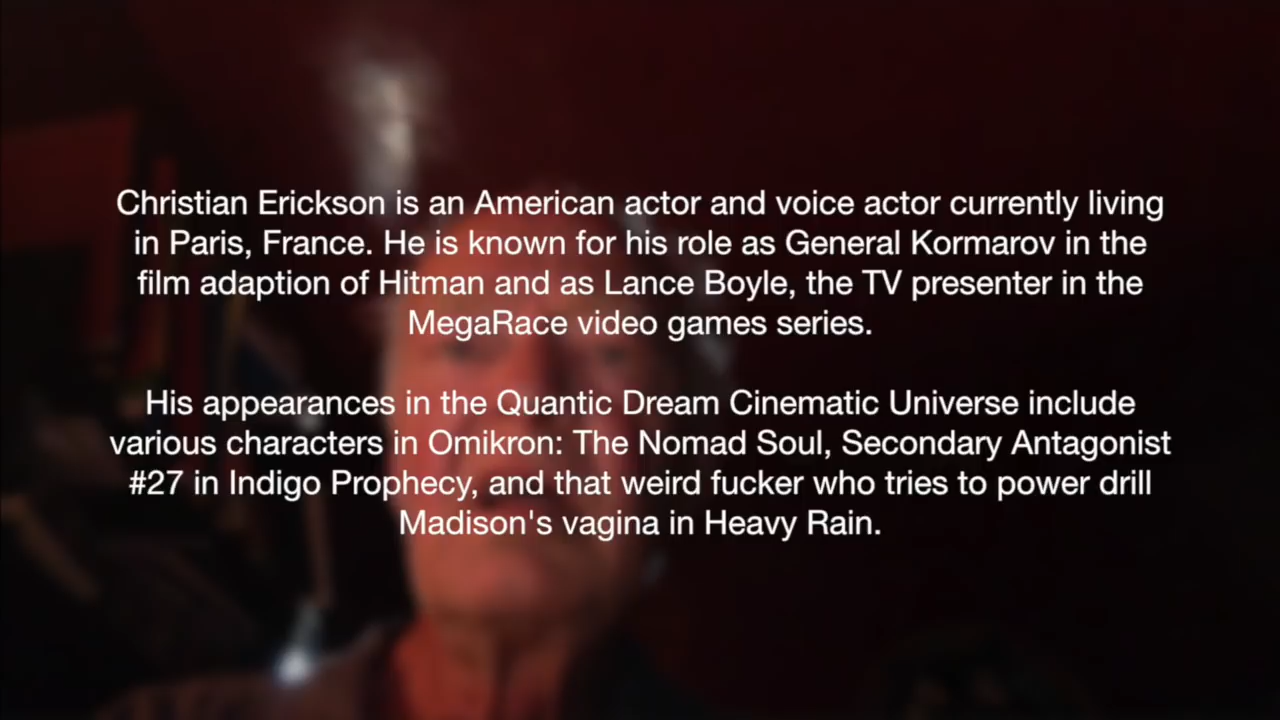 Christian Erickson is an American actor and voice actor currently living
in Paris, France. He is known for his role as General Kormarov in the
film adaption of Hitman and as Lance Boyle, the TV presenter in the
MegaRace video games series.
His appearances in the Quantic Dream Cinematic Universe include
various characters in Omikron: The Nomad Soul, Secondary Antagonist
#27 in Indigo Prophecy, and that weird fucker who tries to power drill
Madison's vagina in Heavy Rain.